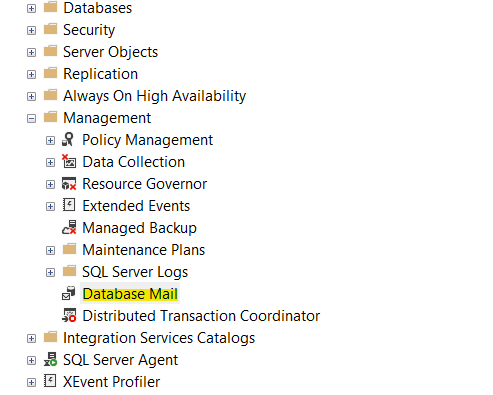 Databases
Security
Server Objects
Replication
Always On High Availability
Management
Policy Management
Data Collection
Resource Governor
Extended Events
Managed Backup
Maintenance Plans
SQL Server Logs
Database Mail
Distributed Transaction Coordinator
Integration Services Catalogs
SQL Server Agent
XEvent Profiler